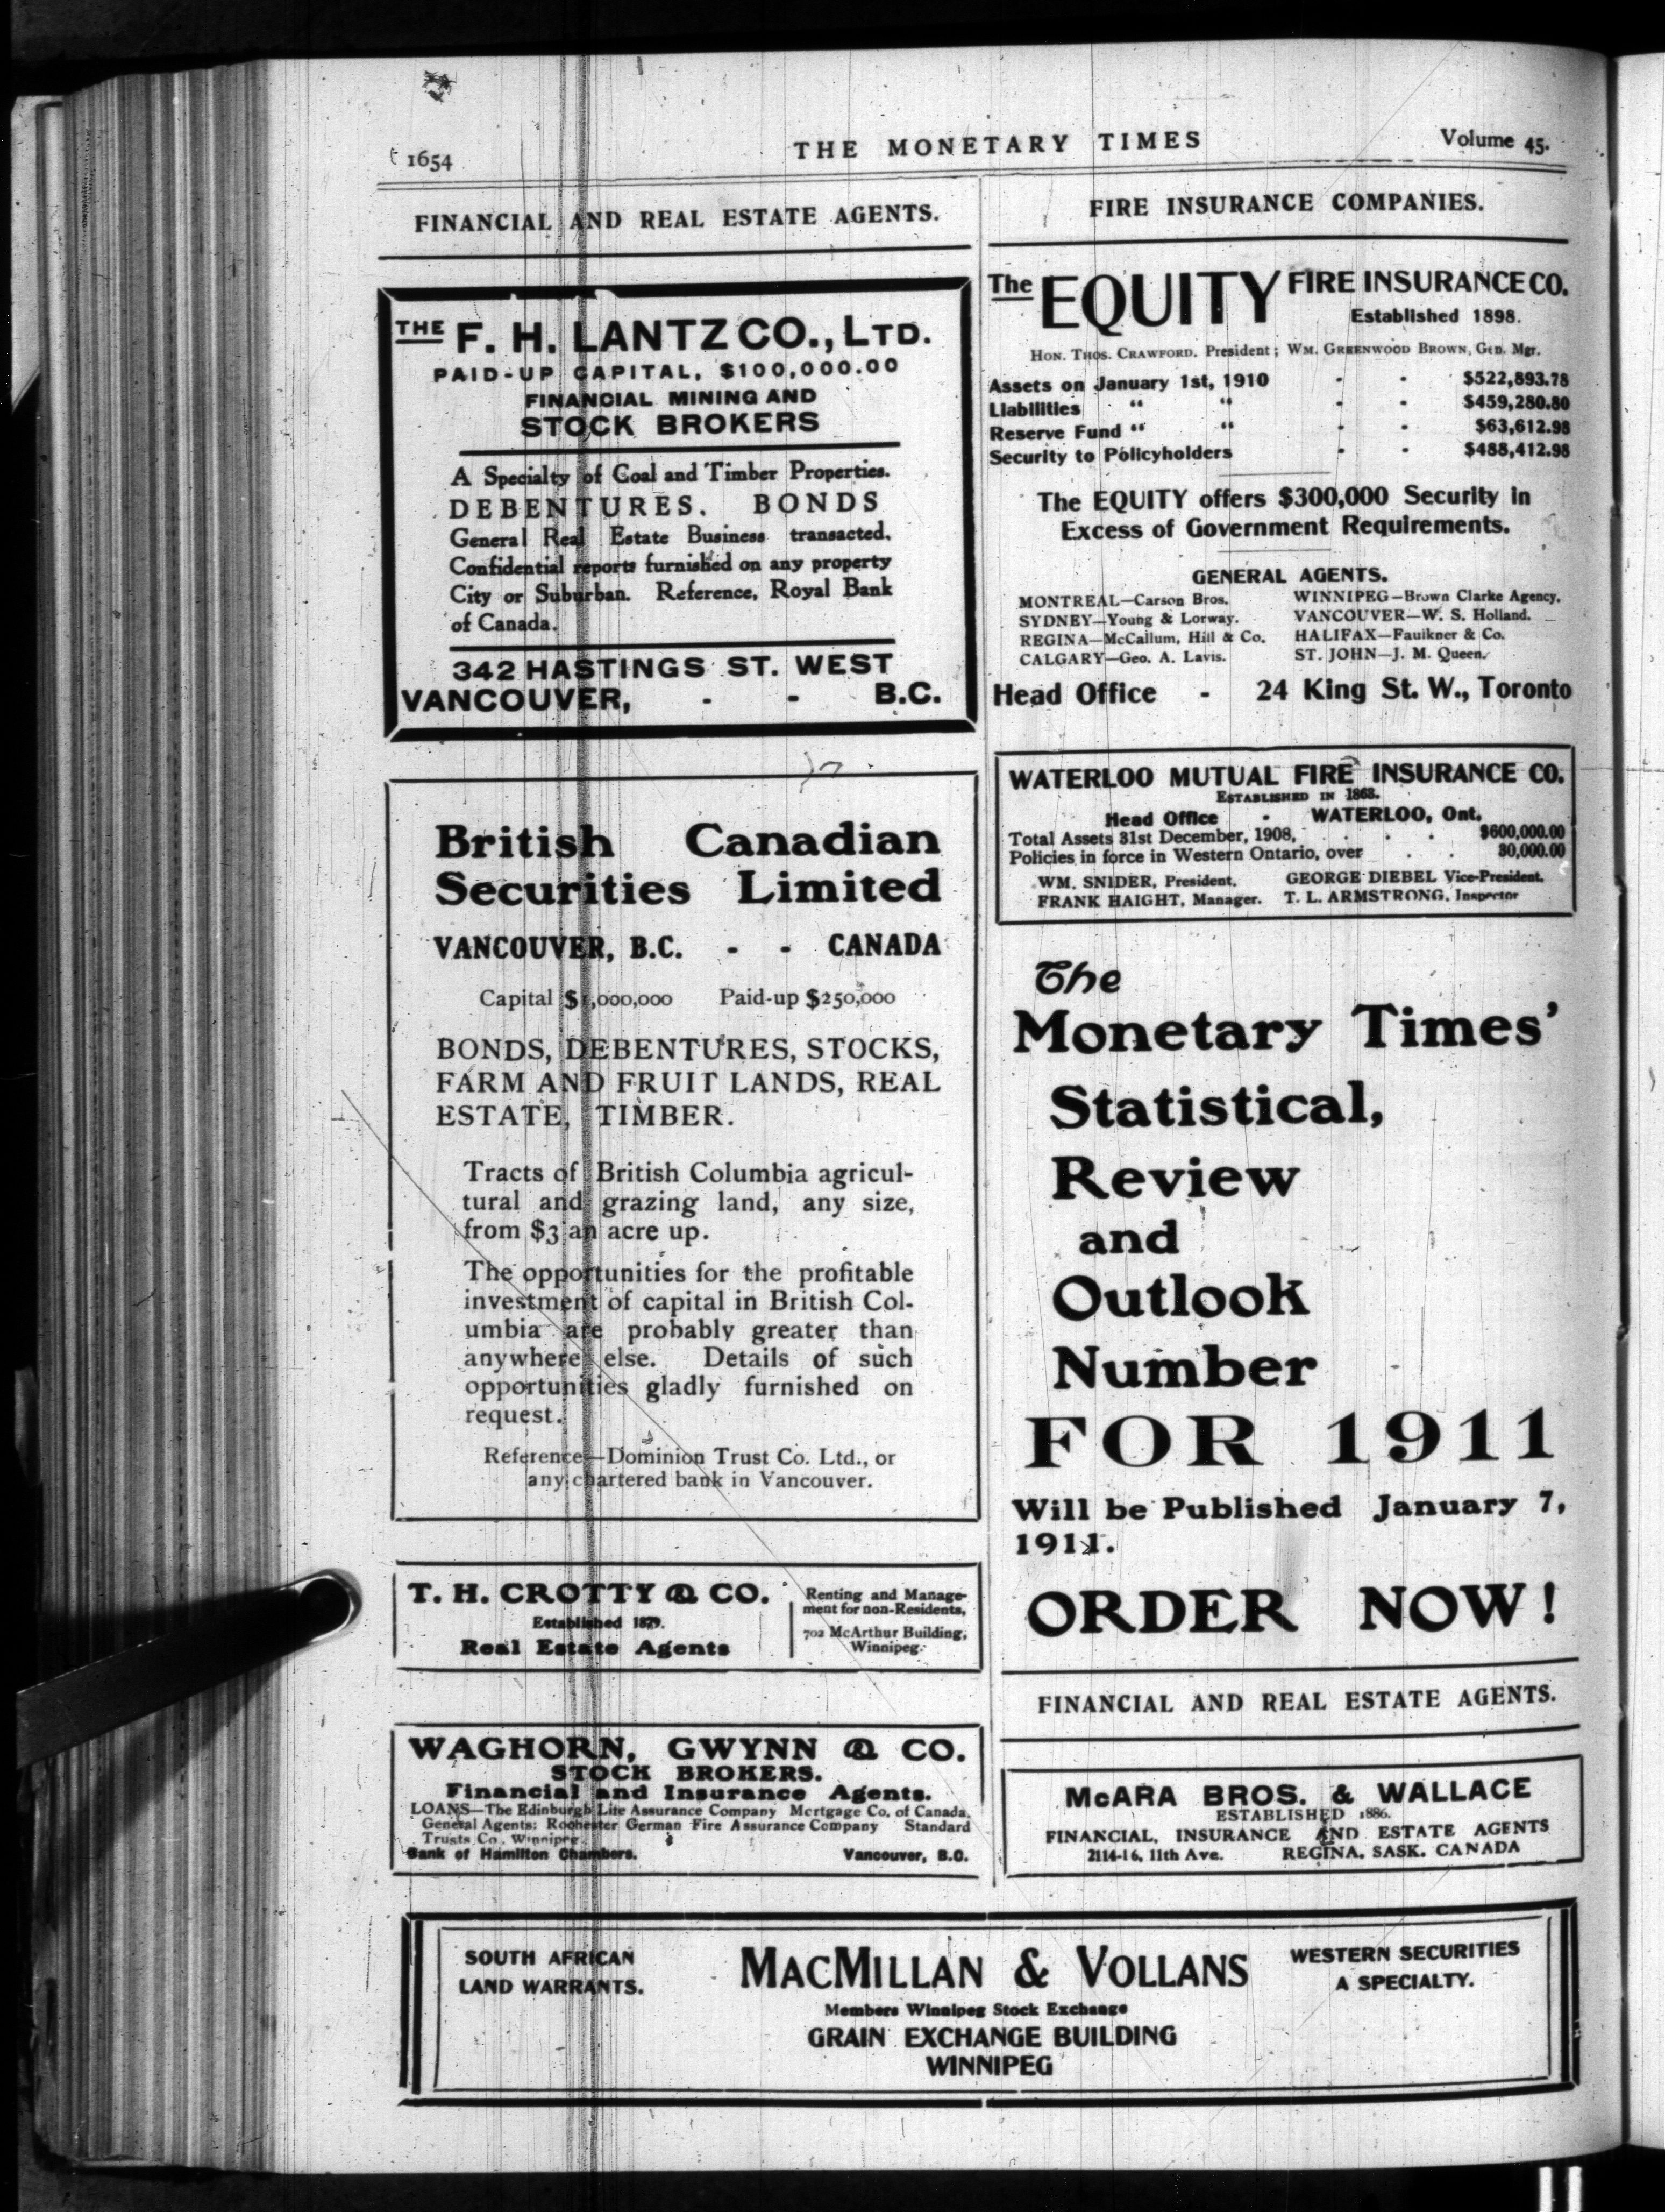 1654
THE MONETARY TIMES
Volume 45.
FINANCIAL AND REAL ESTATE AGENTS.
THE F. H. LANTZ CO., LTD.
PAID-UP CAPITAL, $100,000.00
FINANCIAL MINING AND
STOCK BROKERS
A Specialty of Coal and Timber Properties.
DEBENTURES. BONDS
General Real Estate Business transacted.
Confidential reports furnished on any property
City or Suburban. Reference, Royal Bank
of Canada.
342 HASTINGS ST. WEST
VANCOUVER, - - B.C.
British Canadian
Securities Limited
VANCOUVER, B.C. - - CANADA
Capital $1,000,000 Paid-up $250,000
BONDS, DEBENTURES, STOCKS,
FARM AND FRUIT LANDS, REAL
ESTATE, TIMBER.
Tracts of British Columbia agricul-
tural and grazing land, any size,
from $3 an acre up.
The opportunities for the profitable
investment of capital in British Col-
umbia are probably greater than
anywhere else. Details of such
opportunities gladly furnished on
request.
Reference—Dominion Trust Co. Ltd., or
any chartered bank in Vancouver.
T. H. CROTTY & CO.
Established 1879.
Real Estate Agents
Renting and Manage-
ment for non-Residents,
702 McArthur Building,
Winnipeg.
WAGHORN, GWYNN & CO.
STOCK BROKERS.
Financial and Insurance Agents.
LOANS—The Edinburgh Life Assurance Company Mortgage Co. of Canada.
General Agents: Rochester German Fire Assurance Company Standard
Trusts Co. Winnipeg.
Bank of Hamilton Chambers. Vancouver, B.C.
FIRE INSURANCE COMPANIES.
The EQUITY FIRE INSURANCE CO.
Established 1898.
HON. THOS. CRAWFORD. President; WM. GREENWOOD BROWN, Gen. Mgr.
Assets on January 1st, 1910 - - $522,893.78
Liabilities “ “ - - $459,280.80
Reserve Fund “ “ - - $63,612.98
Security to Policyholders - - $488,412.98
The EQUITY offers $300,000 Security in
Excess of Government Requirements.
GENERAL AGENTS.
MONTREAL—Carson Bros. WINNIPEG—Brown Clarke Agency.
SYDNEY—Young & Lorway. VANCOUVER—W. S. Holland.
REGINA—McCallum, Hill & Co. HALIFAX—Faulkner & Co.
CALGARY—Geo. A. Lavis. ST. JOHN—J. M. Queen.
Head Office - 24 King St. W., Toronto
WATERLOO MUTUAL FIRE INSURANCE CO.
ESTABLISHED IN 1863.
Head Office - WATERLOO, Ont.
Total Assets 31st December, 1908, . . . $600,000.00
Policies in force in Western Ontario, over . . 30,000.00
WM. SNIDER, President. GEORGE DIEBEL Vice-President.
FRANK HAIGHT, Manager. T. L. ARMSTRONG, Inspector
The
Monetary Times’
Statistical,
Review
and
Outlook
Number
FOR 1911
Will be Published January 7,
1911.
ORDER NOW!
FINANCIAL AND REAL ESTATE AGENTS.
McARA BROS. & WALLACE
ESTABLISHED 1886.
FINANCIAL, INSURANCE AND ESTATE AGENTS
2114-16, 11th Ave. REGINA, SASK. CANADA
SOUTH AFRICAN
LAND WARRANTS.
MACMILLAN & VOLLANS
Members Winnipeg Stock Exchange
GRAIN EXCHANGE BUILDING
WINNIPEG
WESTERN SECURITIES
A SPECIALTY.